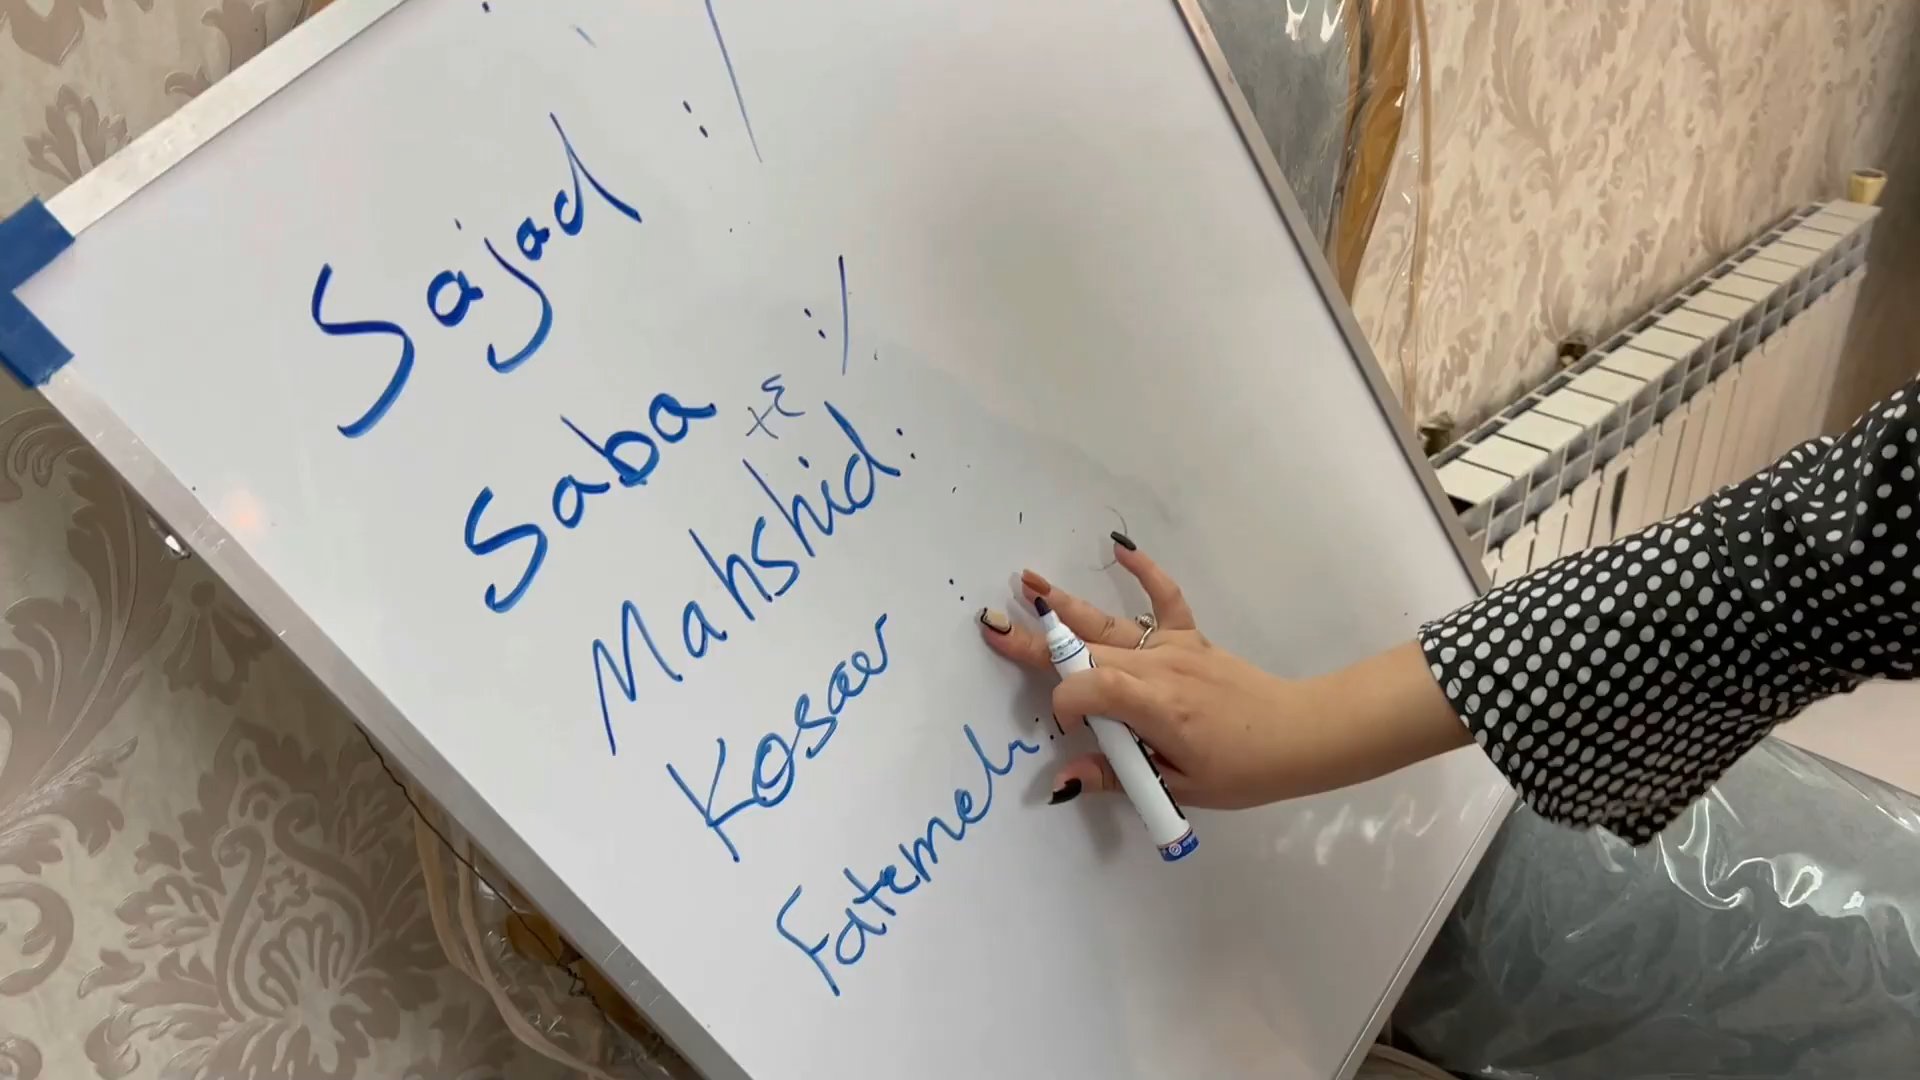 Sajad :/
Saba :/
+ε
Mahshid:
Kosar :
Fatemeh: